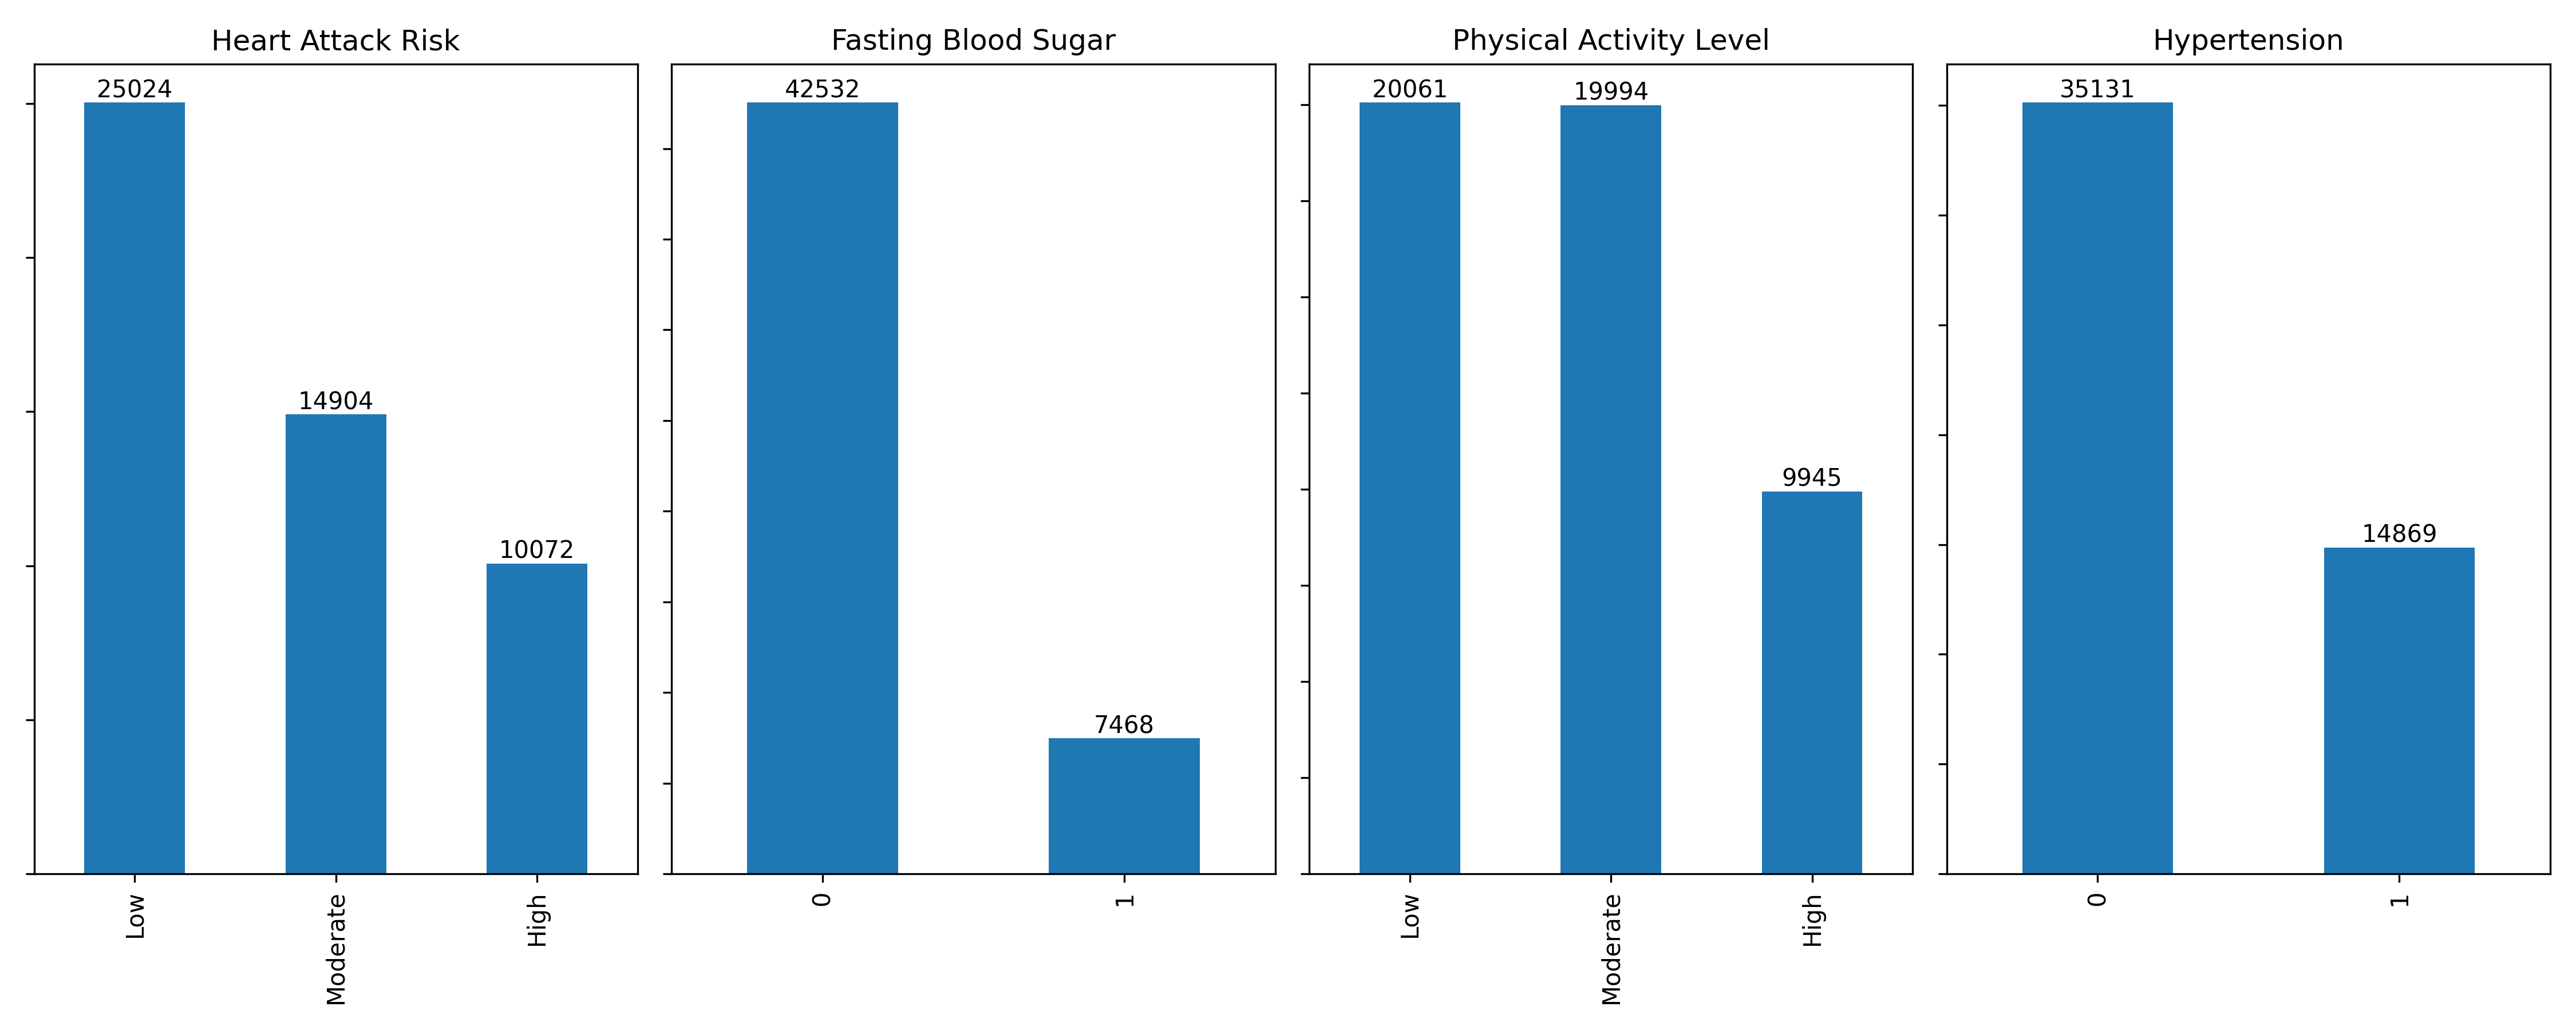 Heart Attack Risk
25024
14904
10072
Low
Moderate
High
Fasting Blood Sugar
42532
7468
0
1
Physical Activity Level
20061
19994
9945
Low
Moderate
High
Hypertension
35131
14869
0
1